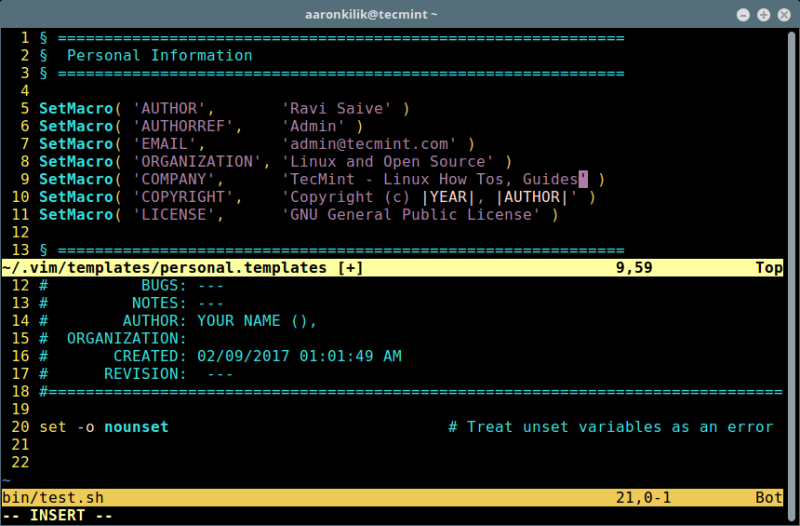 aaronkilik@tecmint ~
1 § =============================================================
2 §  Personal Information
3 § =============================================================
4
5 SetMacro( 'AUTHOR',       'Ravi Saive' )
6 SetMacro( 'AUTHORREF',    'Admin' )
7 SetMacro( 'EMAIL',        'admin@tecmint.com' )
8 SetMacro( 'ORGANIZATION', 'Linux and Open Source' )
9 SetMacro( 'COMPANY',      'TecMint - Linux How Tos, Guides' )
10 SetMacro( 'COPYRIGHT',    'Copyright (c) |YEAR|, |AUTHOR|' )
11 SetMacro( 'LICENSE',      'GNU General Public License' )
12
13 § =============================================================
~/.vim/templates/personal.templates [+]                           9,59           Top
12 #          BUGS: ---
13 #         NOTES: ---
14 #        AUTHOR: YOUR NAME (),
15 #  ORGANIZATION:
16 #       CREATED: 02/09/2017 01:01:49 AM
17 #      REVISION:  ---
18 #===============================================================================
19
20 set -o nounset                              # Treat unset variables as an error
21
22
~
bin/test.sh                                                       21,0-1         Bot
-- INSERT --